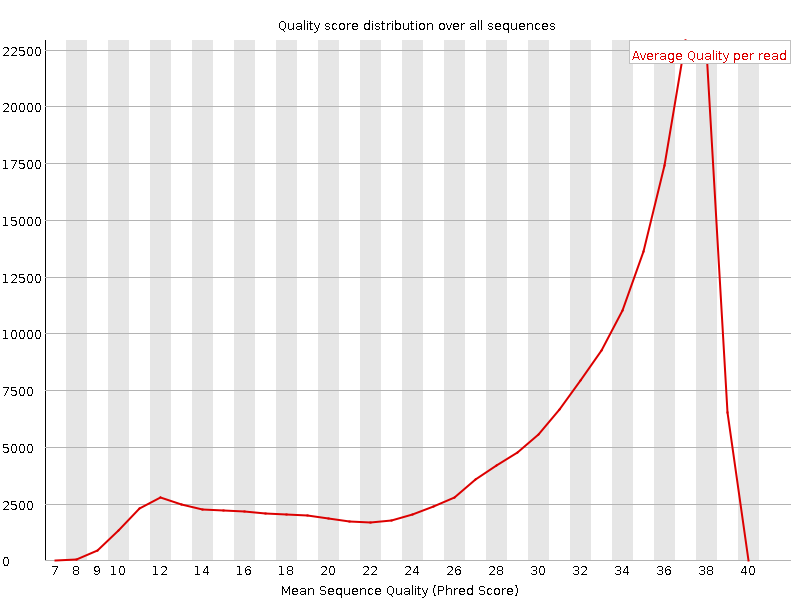 Quality score distribution over all sequences
Average Quality per read
22500
20000
17500
15000
12500
10000
7500
5000
2500
0
7 8 9 10 12 14 16 18 20 22 24 26 28 30 32 34 36 38 40
Mean Sequence Quality (Phred Score)